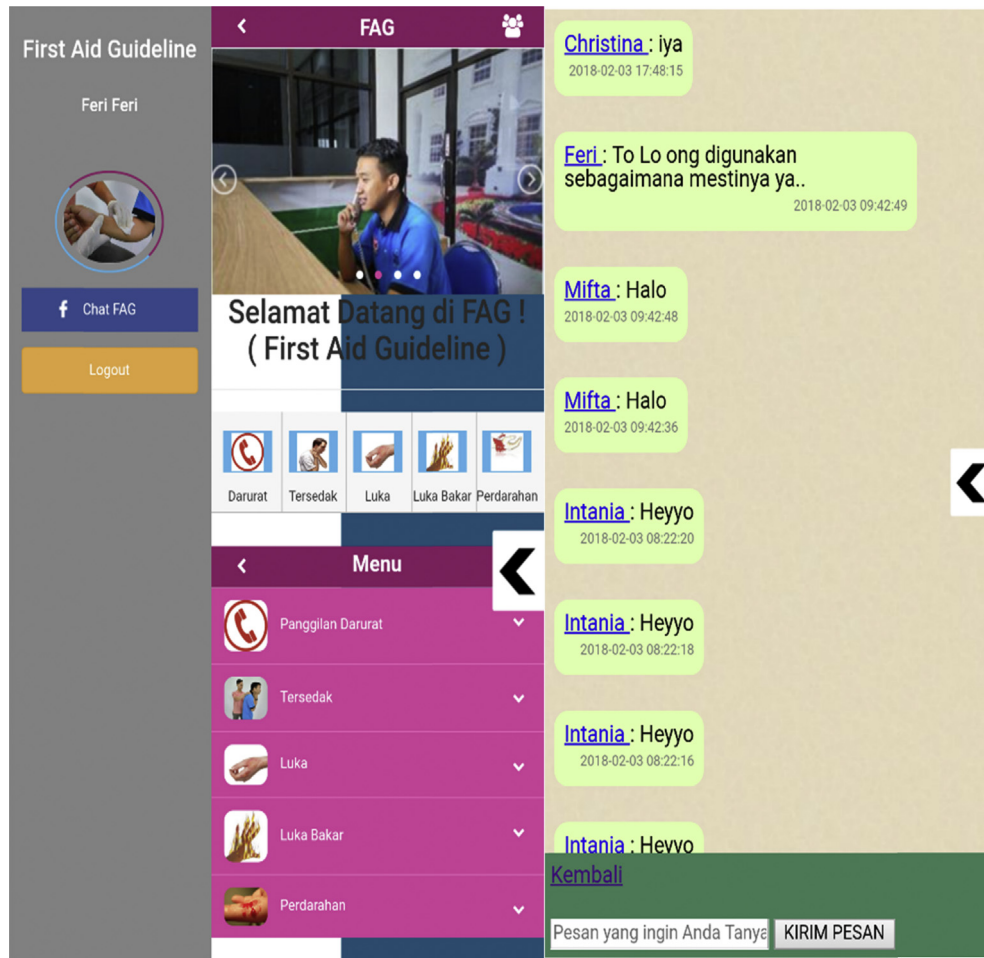 First Aid Guideline
Feri Feri
f Chat FAG
Logout
FAG
Selamat Datang di FAG !
( First Aid Guideline )
Darurat Tersedak Luka Luka Bakar Perdarahan
Menu
Panggilan Darurat
Tersedak
Luka
Luka Bakar
Perdarahan
Christina : iya
2018-02-03 17:48:15
Feri : To Lo ong digunakan
sebagaimana mestinya ya..
2018-02-03 09:42:49
Mifta : Halo
2018-02-03 09:42:48
Mifta : Halo
2018-02-03 09:42:36
Intania : Heyyo
2018-02-03 08:22:20
Intania : Heyyo
2018-02-03 08:22:18
Intania : Heyyo
2018-02-03 08:22:16
Intania : Heyyo
Kembali
Pesan yang ingin Anda Tanya KIRIM PESAN